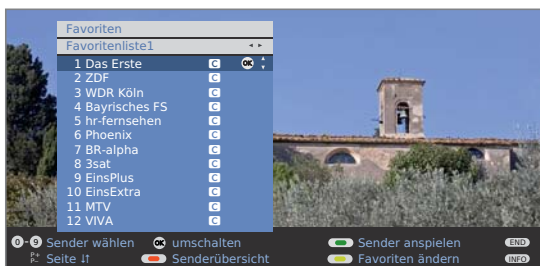 Favoriten
Favoritenliste1
1 Das Erste C OK
2 ZDF C
3 WDR Köln C
4 Bayrisches FS C
5 hr-fernsehen C
6 Phoenix C
7 BR-alpha C
8 3sat C
9 EinsPlus C
10 EinsExtra C
11 MTV C
12 VIVA C
0-9 Sender wählen OK umschalten Sender anspielen END
P+ P- Seite ↓↑ Senderübersicht Favoriten ändern INFO